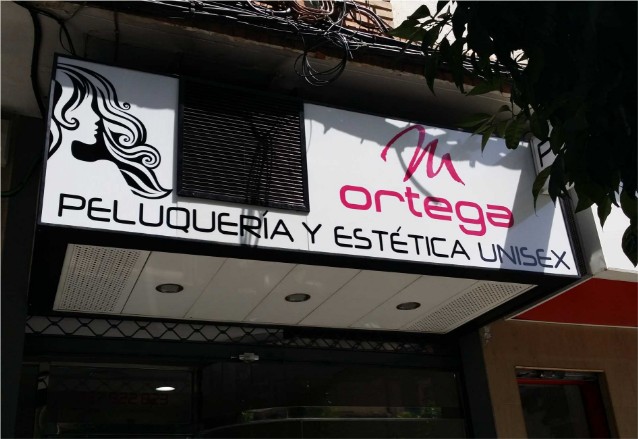 M
ortega
PELUQUERÍA Y ESTÉTICA UNISEX